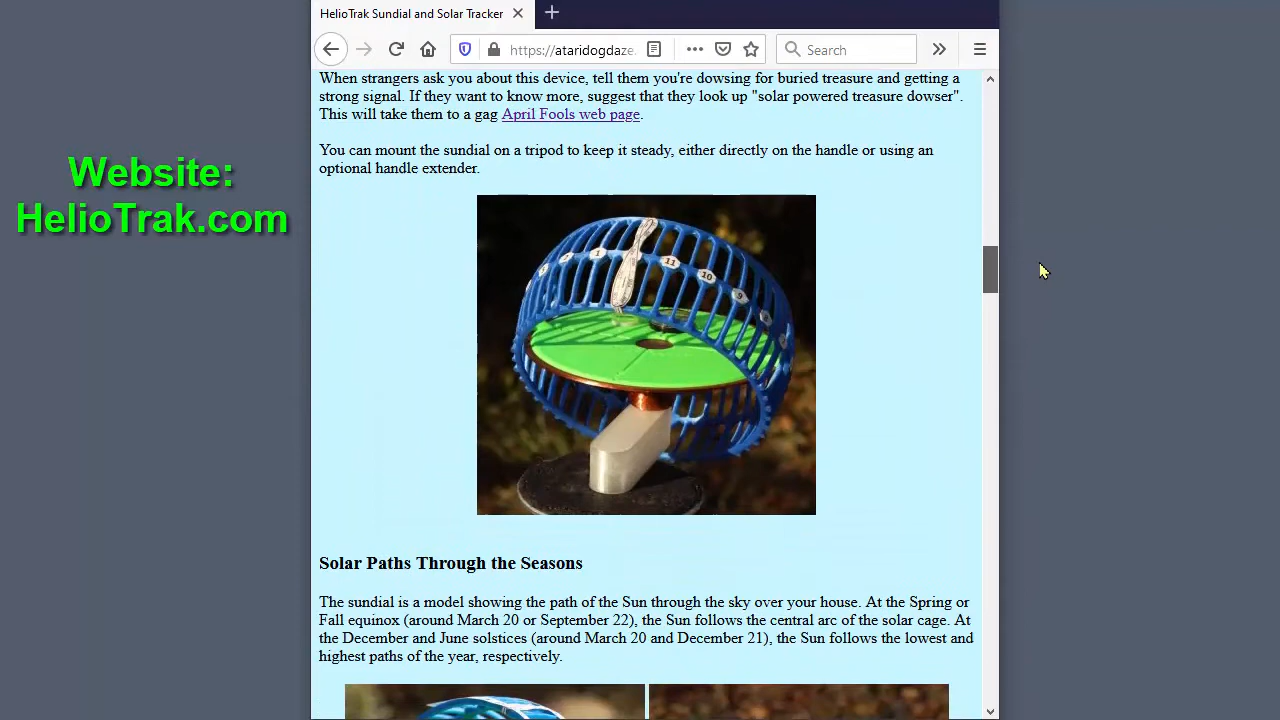 HelioTrak Sundial and Solar Tracker
https://ataridogdaze.
Search
When strangers ask you about this device, tell them you're dowsing for buried treasure and getting a
strong signal. If they want to know more, suggest that they look up "solar powered treasure dowser".
This will take them to a gag April Fools web page.
Website:
HelioTrak.com
You can mount the sundial on a tripod to keep it steady, either directly on the handle or using an
optional handle extender.
1 11 10 9
Solar Paths Through the Seasons
The sundial is a model showing the path of the Sun through the sky over your house. At the Spring or
Fall equinox (around March 20 or September 22), the Sun follows the central arc of the solar cage. At
the December and June solstices (around March 20 and December 21), the Sun follows the lowest and
highest paths of the year, respectively.